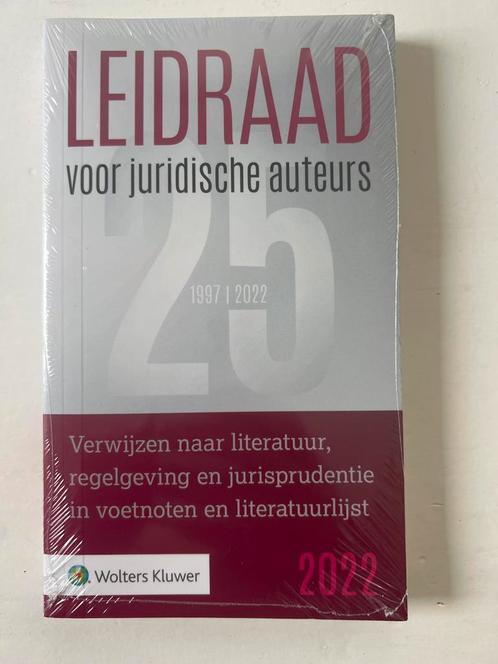 LEIDRAAD
voor juridische auteurs
25
1997 | 2022
Verwijzen naar literatuur,
regelgeving en jurisprudentie
in voetnoten en literatuurlijst
Wolters Kluwer
2022